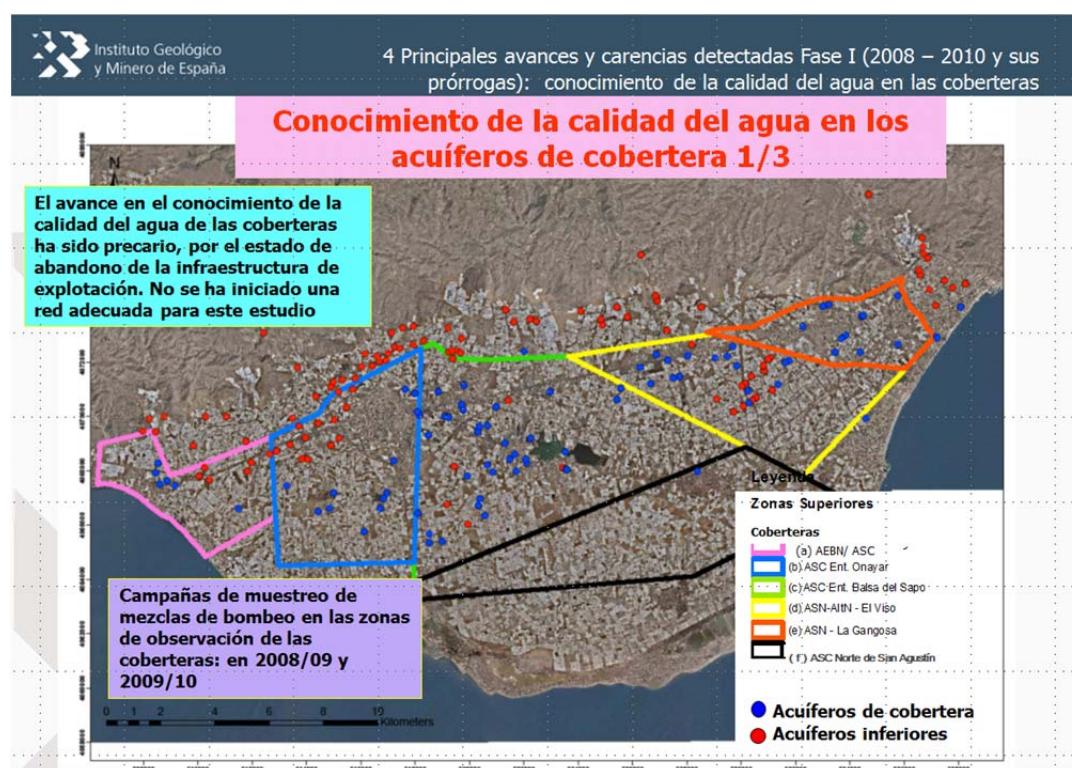 Instituto Geológico
y Minero de España
4 Principales avances y carencias detectadas Fase I (2008 – 2010 y sus
prórrogas): conocimiento de la calidad del agua en las coberteras
Conocimiento de la calidad del agua en los
acuíferos de cobertera 1/3
N
El avance en el conocimiento de la
calidad del agua de las coberteras
ha sido precario, por el estado de
abandono de la infraestructura de
explotación. No se ha iniciado una
red adecuada para este estudio
Leyenda
Zonas Superiores
Coberteras
(a) AEBN/ ASC
(b) ASC Ent. Onayar
(c) ASC Ent. Balsa del Sapo
(d) ASN-AltN - El Viso
(e) ASN - La Gangosa
(f) ASC Norte de San Agustín
Campañas de muestreo de
mezclas de bombeo en las zonas
de observación de las
coberteras: en 2008/09 y
2009/10
0 1 2 4 6 8 10
Kilometers
Acuíferos de cobertera
Acuíferos inferiores